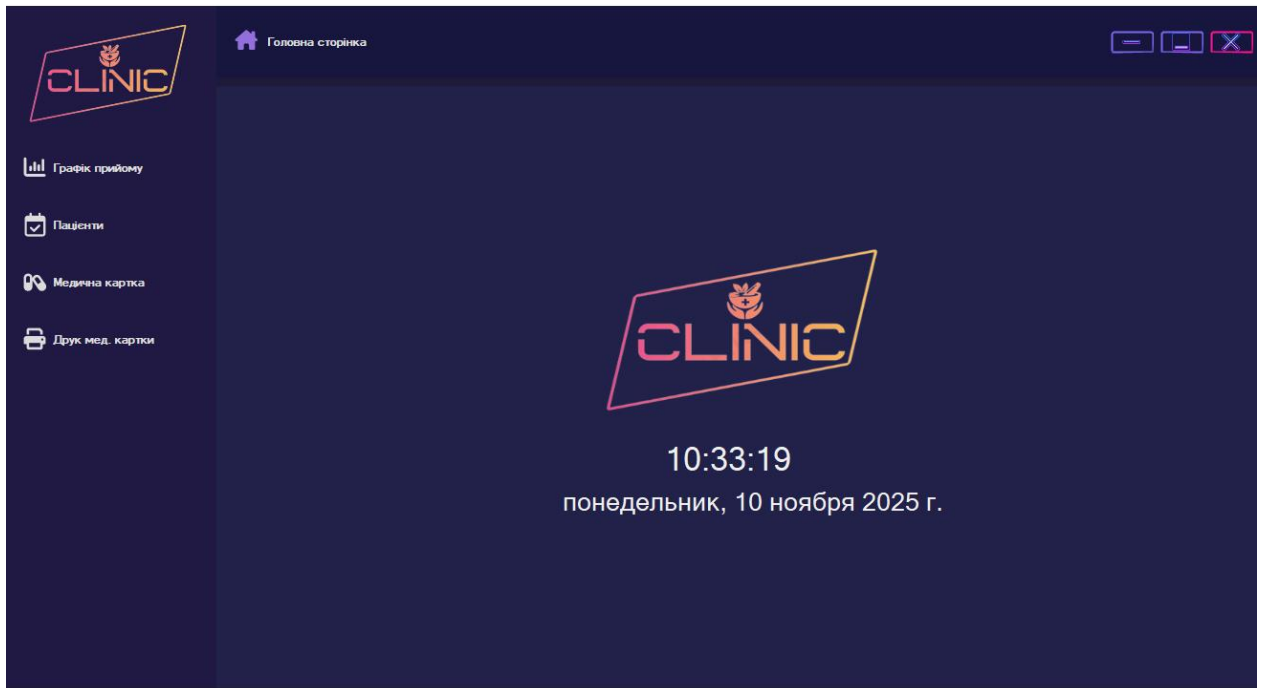 CLINIC
Головна сторінка
Графік прийому
Пацієнти
Медична картка
Друк мед. картки
CLINIC
10:33:19
понедельник, 10 ноября 2025 г.